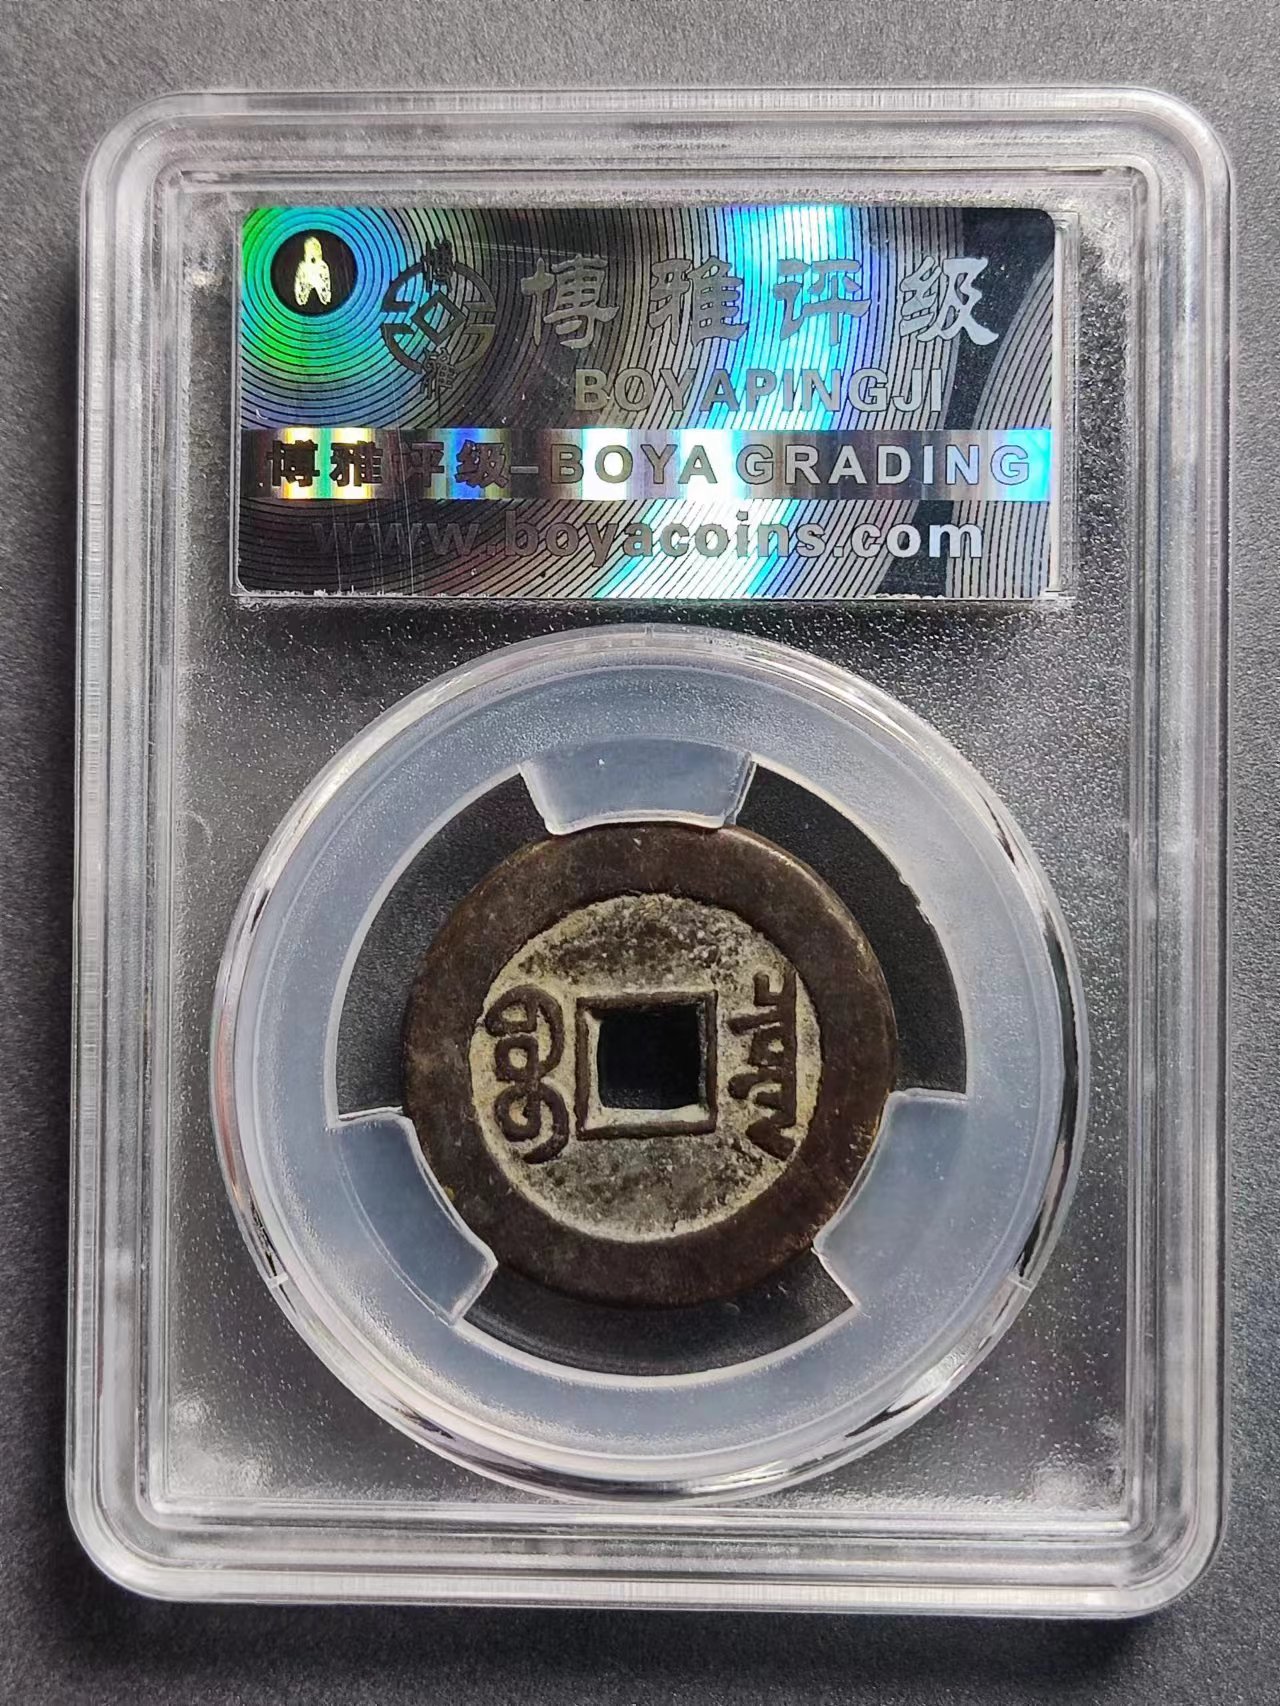 博雅评级
BOYAPINGJI
博雅评级-BOYA GRADING
www.boyacoins.com